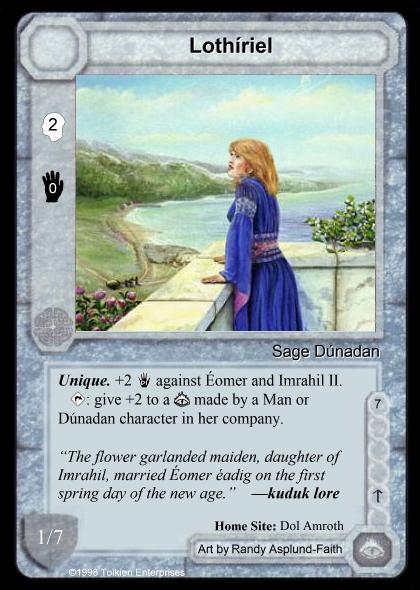 Lothíriel
2
0
Sage Dúnadan
Unique. +2 against Éomer and Imrahil II.
: give +2 to a made by a Man or
Dúnadan character in her company.
7
“The flower garlanded maiden, daughter of
Imrahil, married Éomer éadig on the first
spring day of the new age.” —kuduk lore
Home Site: Dol Amroth
1/7
Art by Randy Asplund-Faith
©1998 Tolkien Enterprises